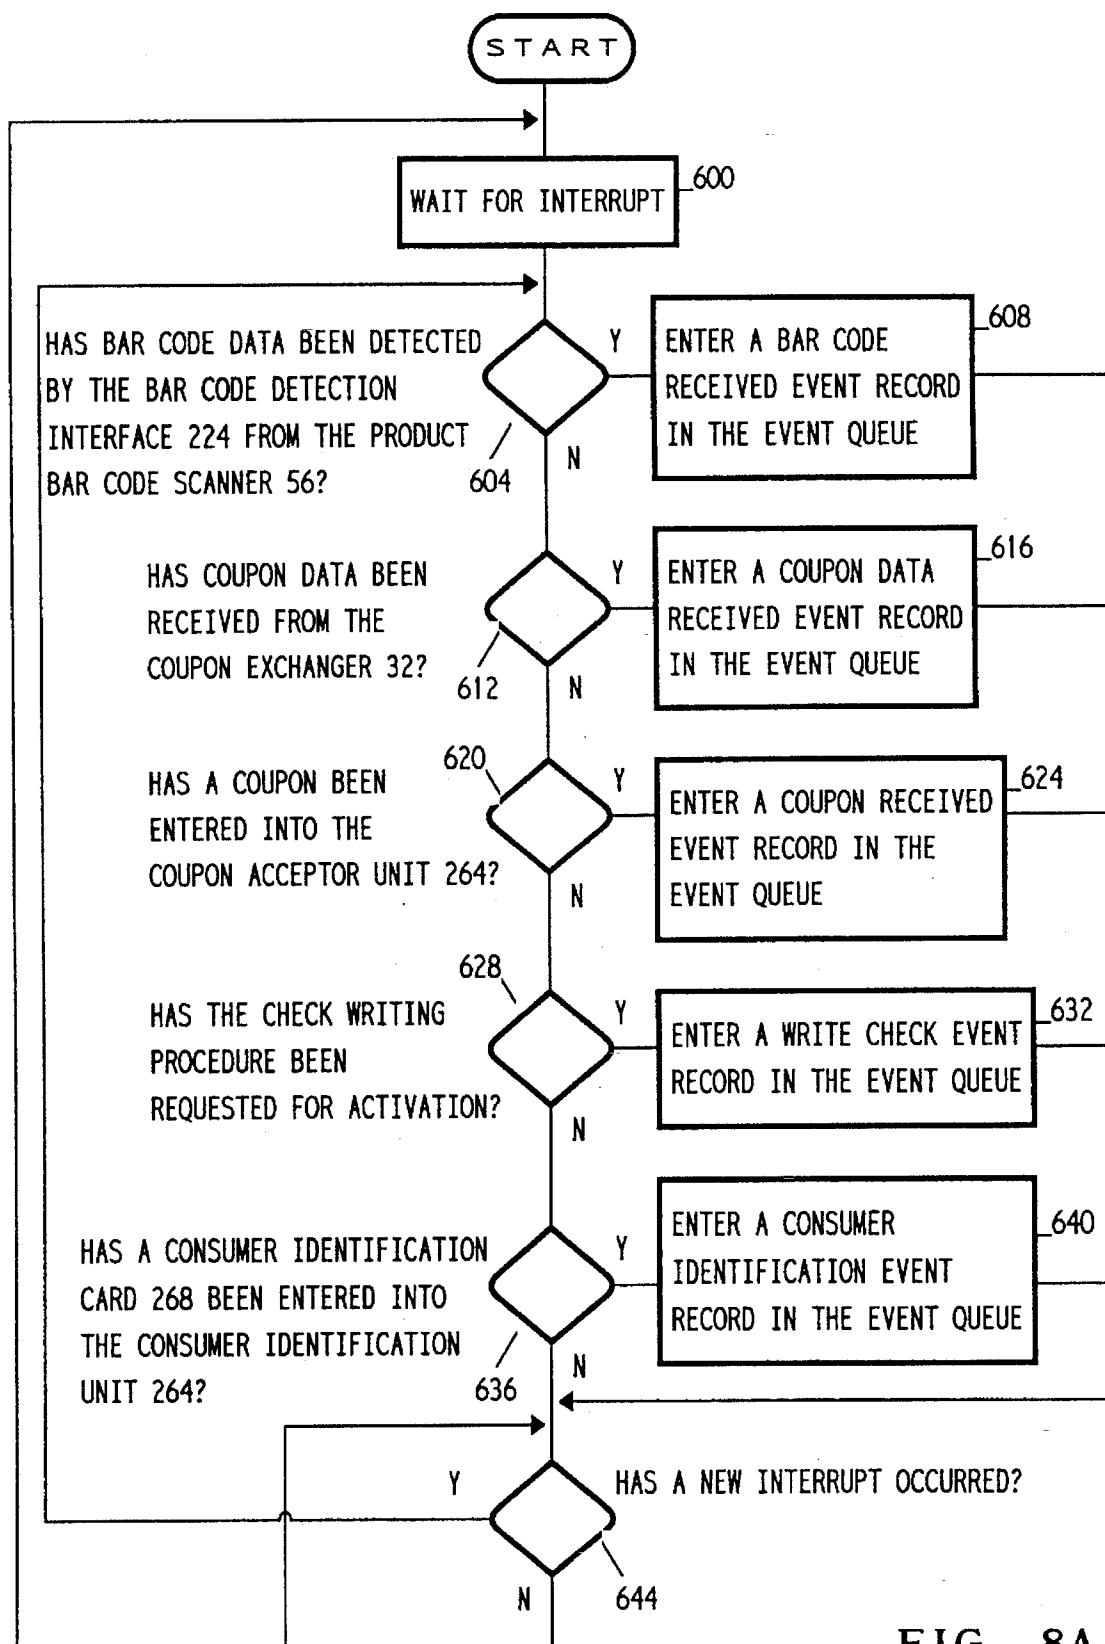 START
WAIT FOR INTERRUPT
600
HAS BAR CODE DATA BEEN DETECTED
BY THE BAR CODE DETECTION
INTERFACE 224 FROM THE PRODUCT
BAR CODE SCANNER 56?
604
Y
N
ENTER A BAR CODE
RECEIVED EVENT RECORD
IN THE EVENT QUEUE
608
HAS COUPON DATA BEEN
RECEIVED FROM THE
COUPON EXCHANGER 32?
612
Y
N
ENTER A COUPON DATA
RECEIVED EVENT RECORD
IN THE EVENT QUEUE
616
HAS A COUPON BEEN
ENTERED INTO THE
COUPON ACCEPTOR UNIT 264?
620
Y
N
ENTER A COUPON RECEIVED
EVENT RECORD IN THE
EVENT QUEUE
624
HAS THE CHECK WRITING
PROCEDURE BEEN
REQUESTED FOR ACTIVATION?
628
Y
N
ENTER A WRITE CHECK EVENT
RECORD IN THE EVENT QUEUE
632
HAS A CONSUMER IDENTIFICATION
CARD 268 BEEN ENTERED INTO
THE CONSUMER IDENTIFICATION
UNIT 264?
636
Y
N
ENTER A CONSUMER
IDENTIFICATION EVENT
RECORD IN THE EVENT QUEUE
640
Y
HAS A NEW INTERRUPT OCCURRED?
644
N
FIG. 8A